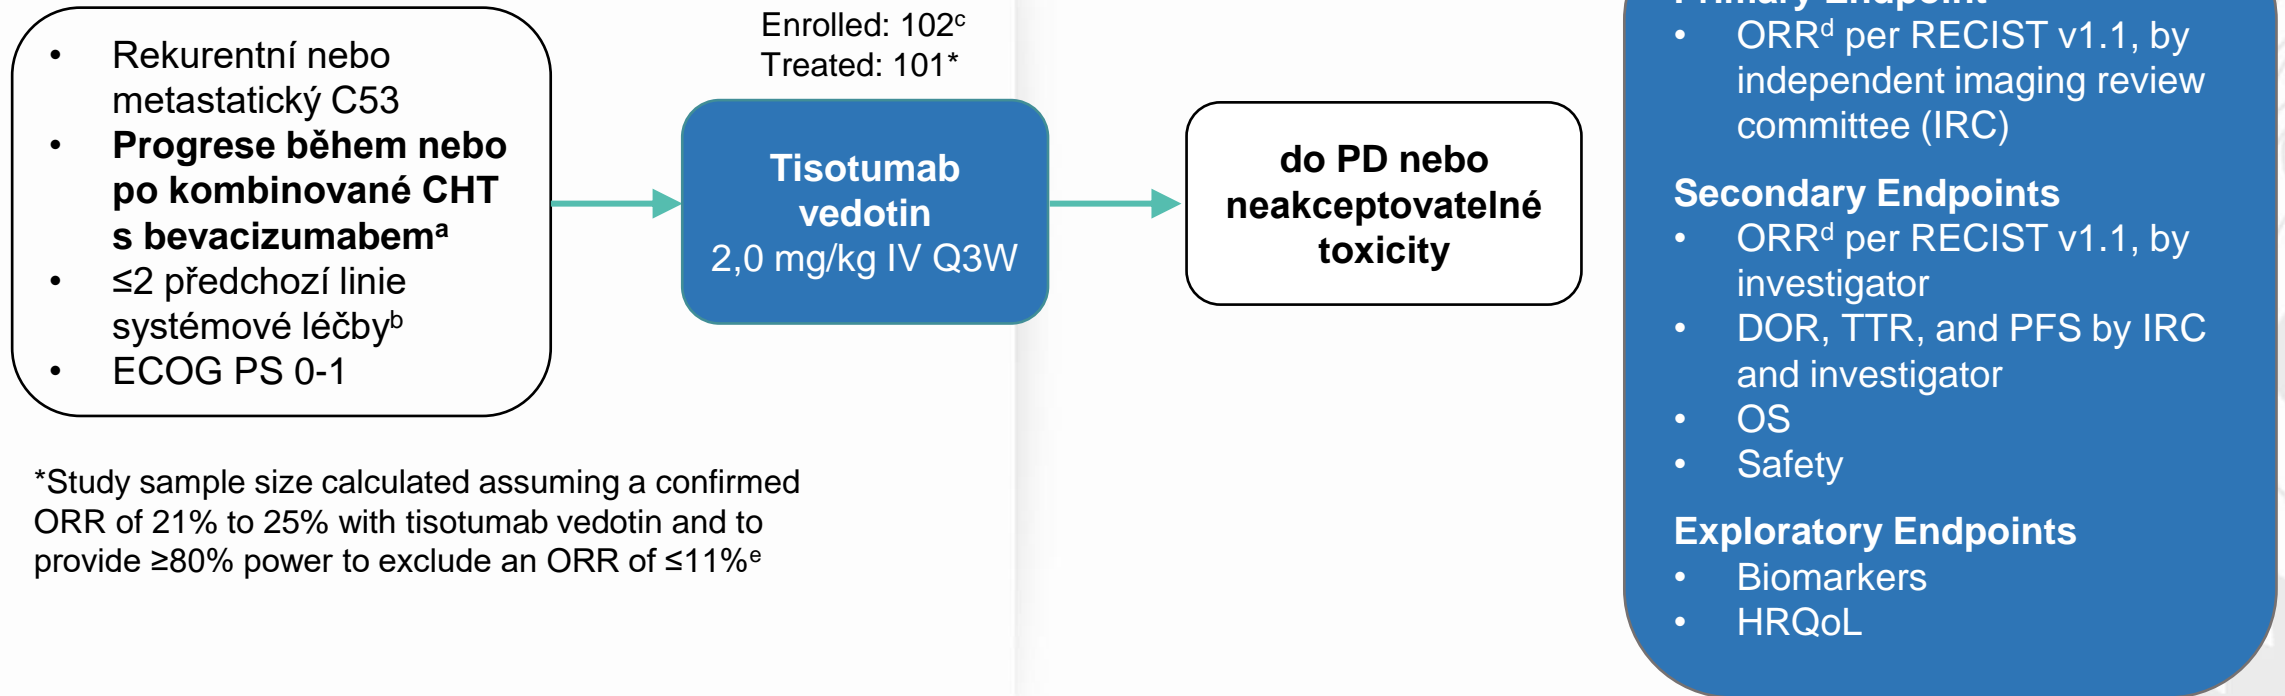 • Rekurentní nebo
metastatický C53
• Progrese během nebo
po kombinované CHT
s bevacizumabemᵃ
• ≤2 předchozí linie
systémové léčbyᵇ
• ECOG PS 0-1
Enrolled: 102ᶜ
Treated: 101*
Tisotumab
vedotin
2,0 mg/kg IV Q3W
do PD nebo
neakceptovatelné
toxicity
*Study sample size calculated assuming a confirmed
ORR of 21% to 25% with tisotumab vedotin and to
provide ≥80% power to exclude an ORR of ≤11%ᵉ
Primary Endpoint
• ORRᵈ per RECIST v1.1, by
independent imaging review
committee (IRC)
Secondary Endpoints
• ORRᵈ per RECIST v1.1, by
investigator
• DOR, TTR, and PFS by IRC
and investigator
• OS
• Safety
Exploratory Endpoints
• Biomarkers
• HRQoL